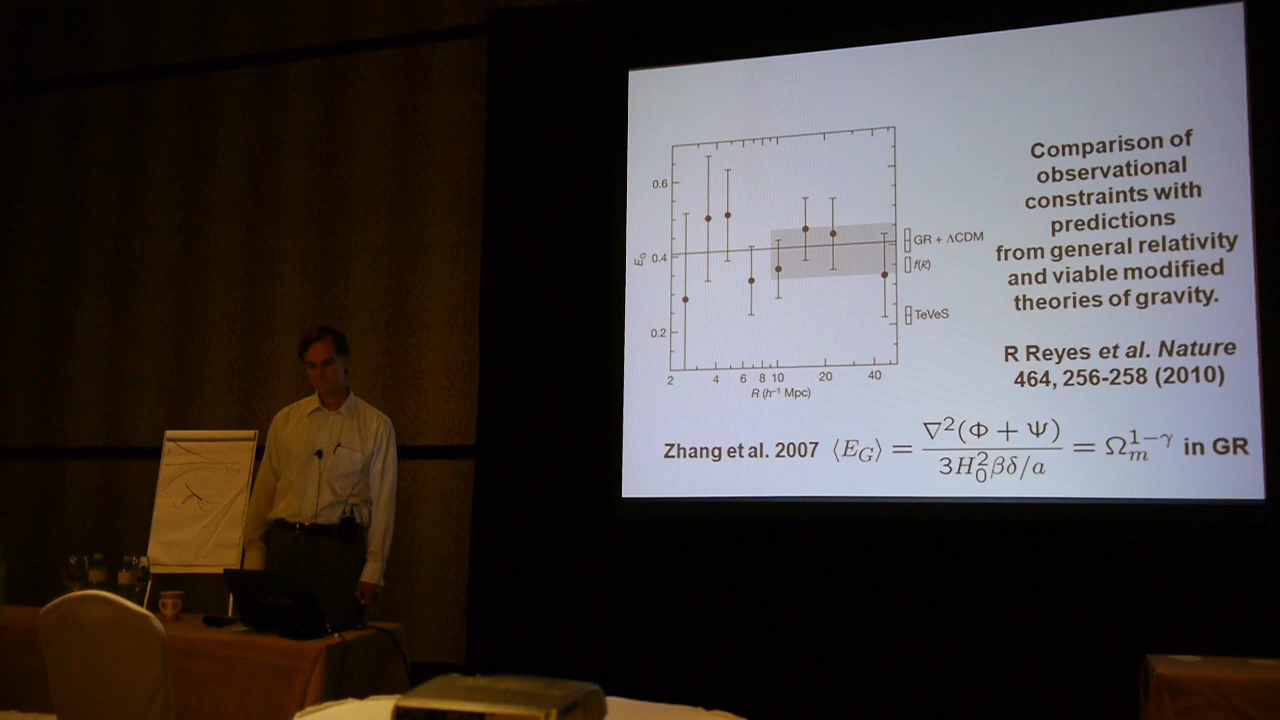 0.6
0.4
0.2
E_G
2 4 6 8 10 20 40
R (h⁻¹ Mpc)
GR + ΛCDM
f(R)
TeVeS
Comparison of
observational
constraints with
predictions
from general relativity
and viable modified
theories of gravity.
R Reyes et al. Nature
464, 256-258 (2010)
Zhang et al. 2007 ⟨E_G⟩ = ∇²(Φ + Ψ) / 3H₀²βδ/a = Ω_m^{1−γ} in GR